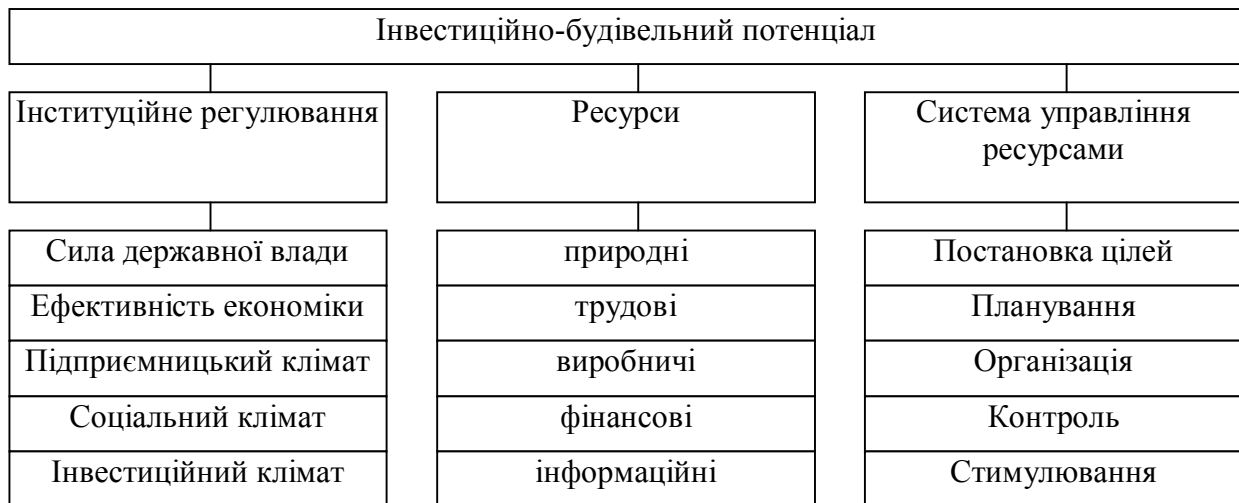 Інвестиційно-будівельний потенціал
Інституційне регулювання
Ресурси
Система управління
ресурсами
Сила державної влади
природні
Постановка цілей
Ефективність економіки
трудові
Планування
Підприємницький клімат
виробничі
Організація
Соціальний клімат
фінансові
Контроль
Інвестиційний клімат
інформаційні
Стимулювання